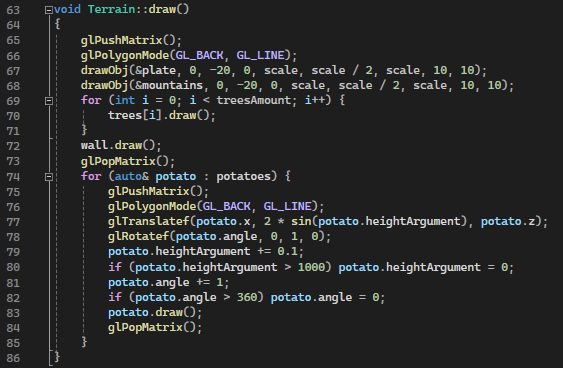 63 void Terrain::draw()
64 {
65 glPushMatrix();
66 glPolygonMode(GL_BACK, GL_LINE);
67 drawObj(&plate, 0, -20, 0, scale, scale / 2, scale, 10, 10);
68 drawObj(&mountains, 0, -20, 0, scale, scale / 2, scale, 10, 10);
69 for (int i = 0; i < treesAmount; i++) {
70 trees[i].draw();
71 }
72 wall.draw();
73 glPopMatrix();
74 for (auto& potato : potatoes) {
75 glPushMatrix();
76 glPolygonMode(GL_BACK, GL_LINE);
77 glTranslatef(potato.x, 2 * sin(potato.heightArgument), potato.z);
78 glRotatef(potato.angle, 0, 1, 0);
79 potato.heightArgument += 0.1;
80 if (potato.heightArgument > 1000) potato.heightArgument = 0;
81 potato.angle += 1;
82 if (potato.angle > 360) potato.angle = 0;
83 potato.draw();
84 glPopMatrix();
85 }
86 }